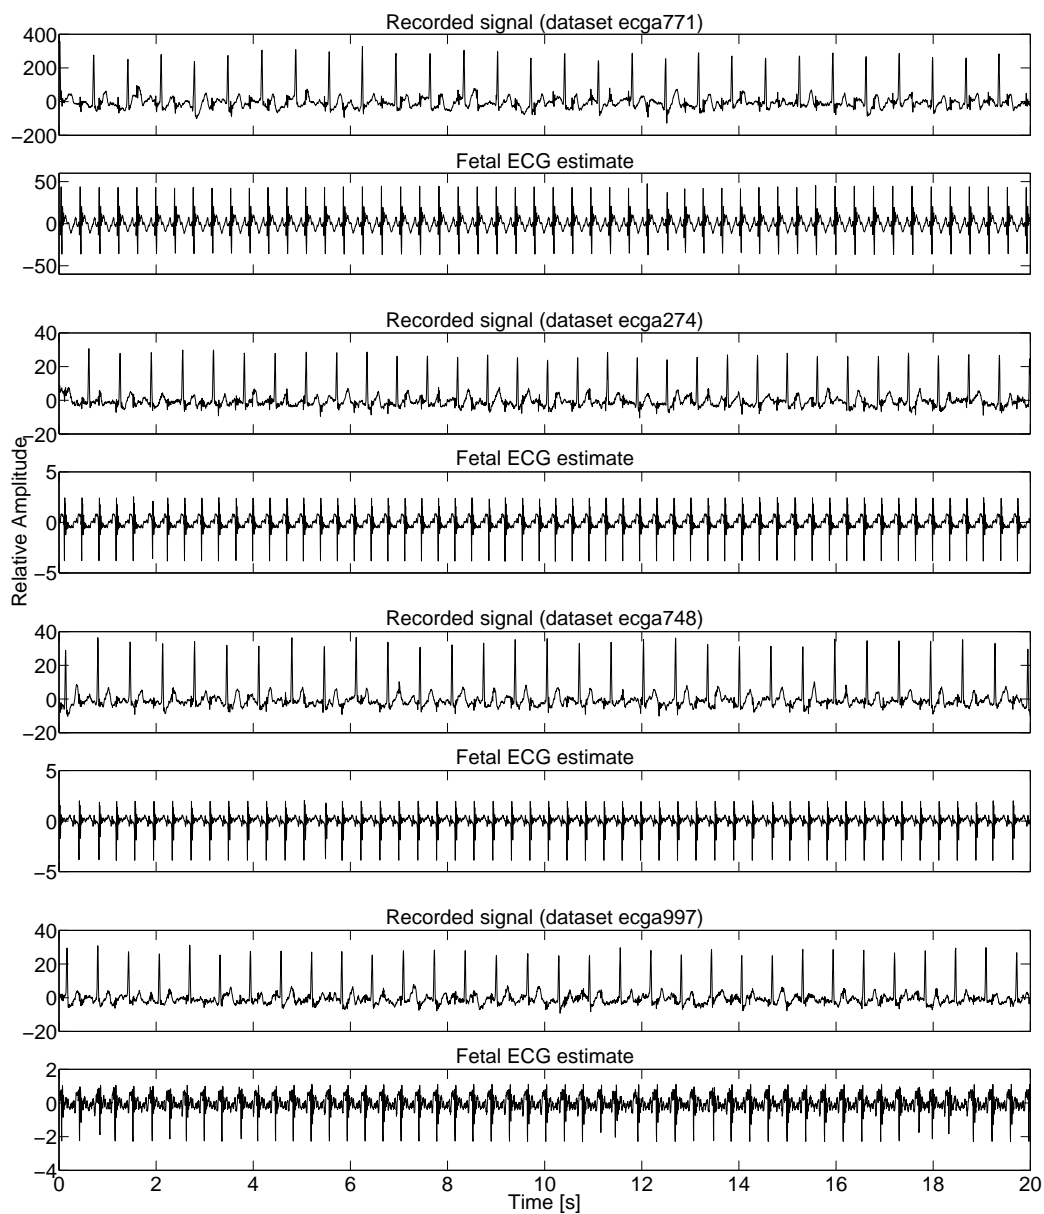 Recorded signal (dataset ecga771)
400
200
0
−200
Fetal ECG estimate
50
0
−50
Recorded signal (dataset ecga274)
40
20
0
−20
Fetal ECG estimate
5
0
−5
Relative Amplitude
Recorded signal (dataset ecga748)
40
20
0
−20
Fetal ECG estimate
5
0
−5
Recorded signal (dataset ecga997)
40
20
0
−20
Fetal ECG estimate
2
0
−2
−4
0 2 4 6 8 10 12 14 16 18 20
Time [s]